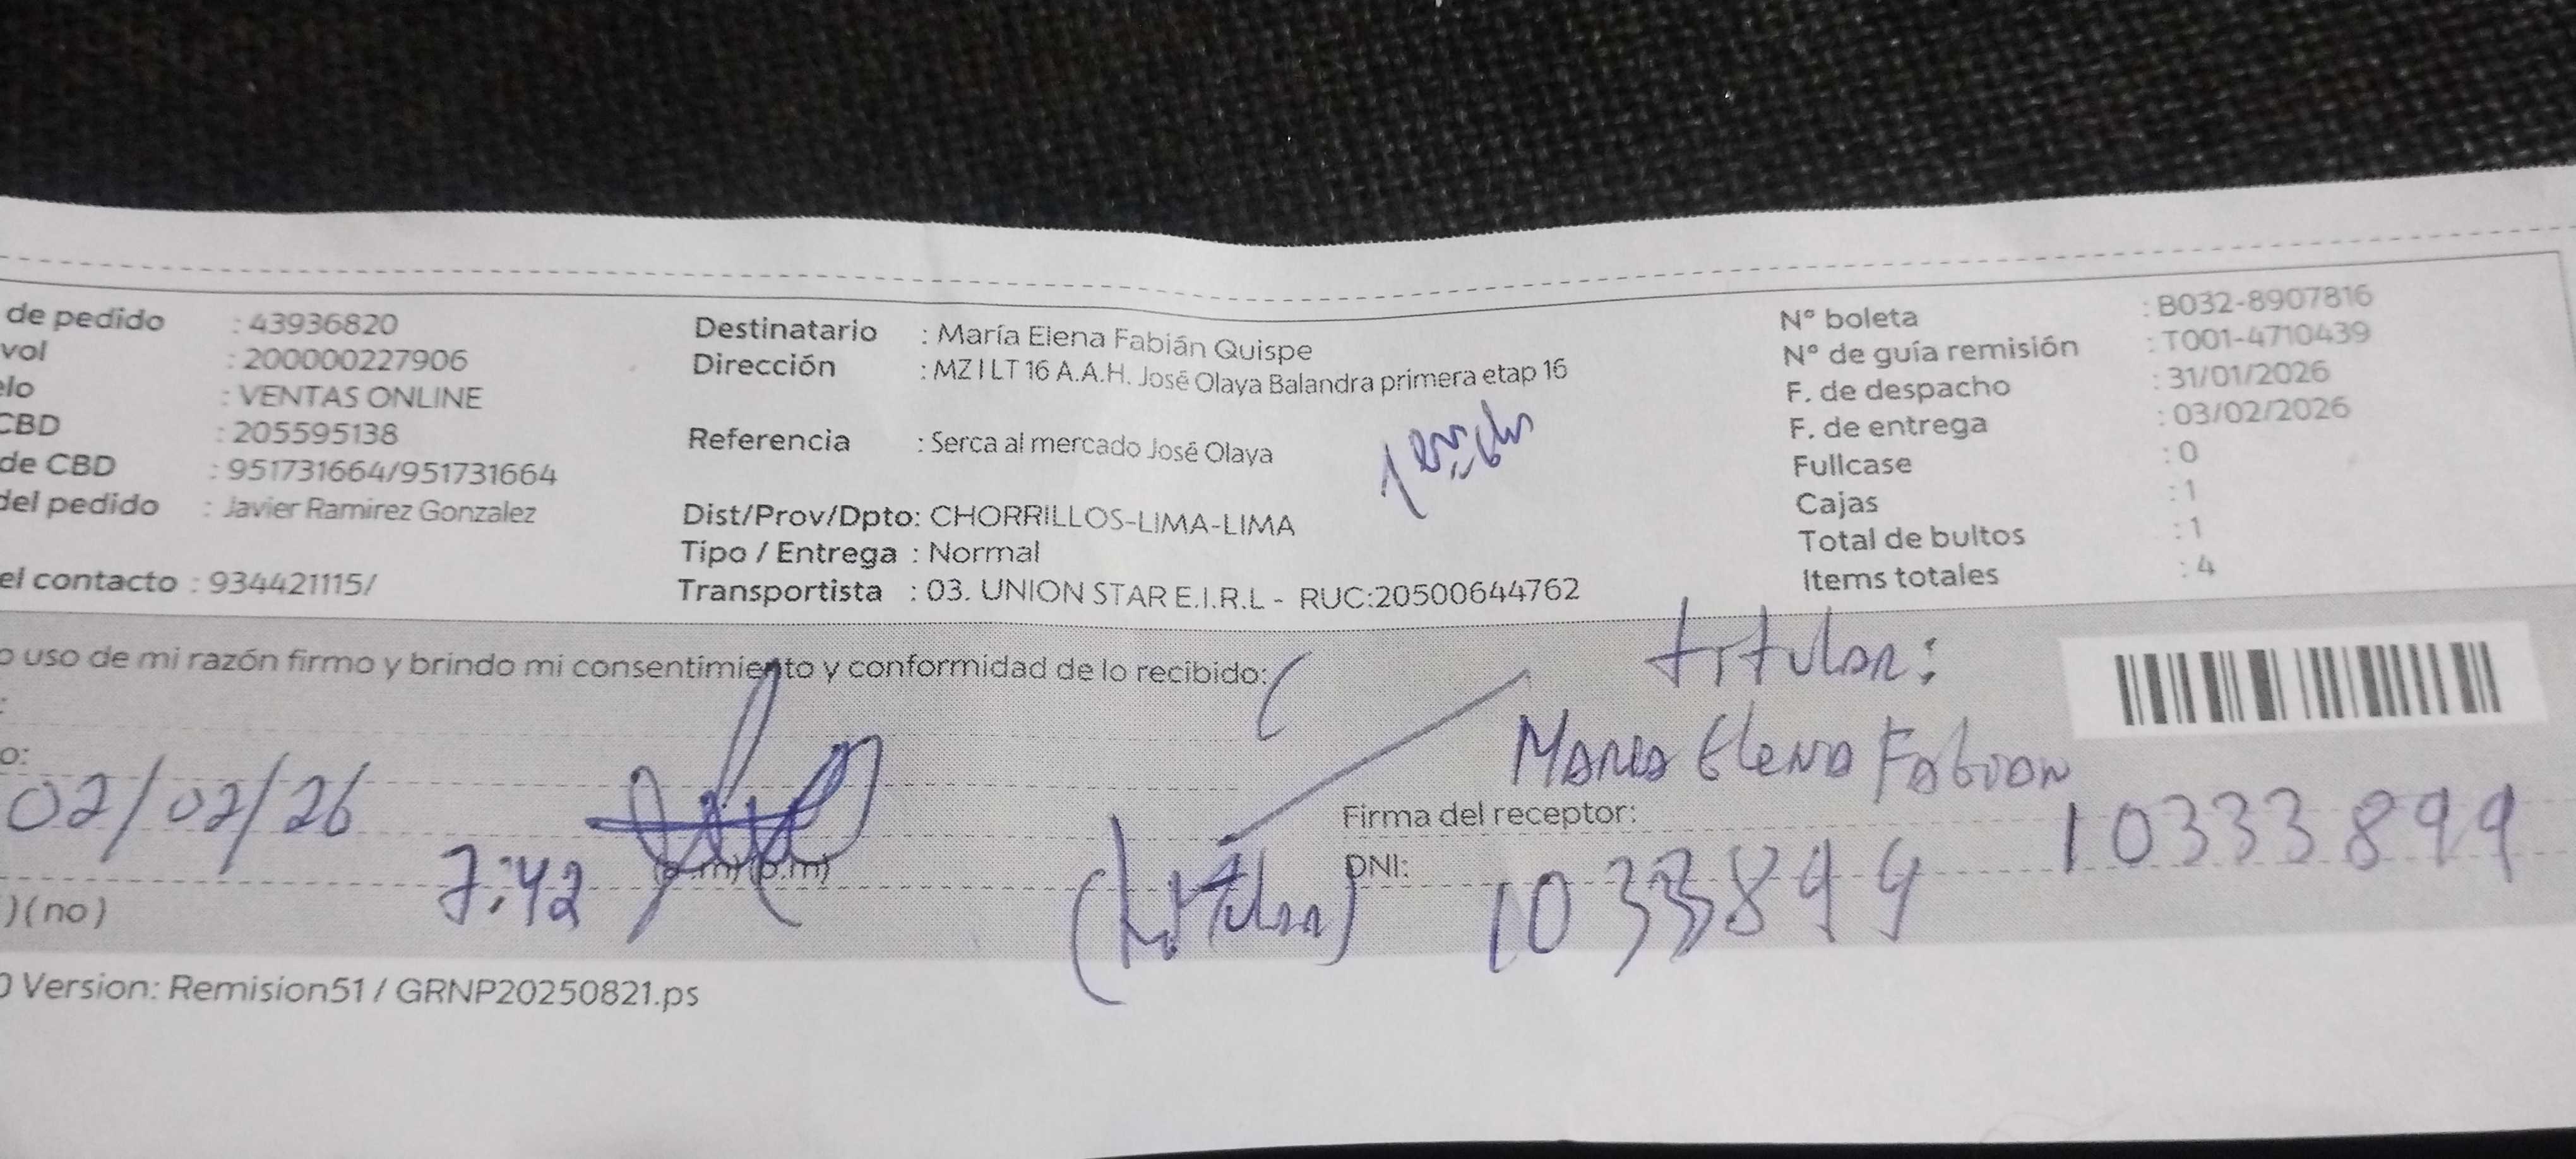 de pedido : 43936820
vol : 200000227906
elo : VENTAS ONLINE
CBD : 205595138
de CBD : 951731664/951731664
del pedido : Javier Ramirez Gonzalez
el contacto : 934421115/
Destinatario : María Elena Fabián Quispe
Dirección : MZ I LT 16 A.A.H. José Olaya Balandra primera etap 16
Referencia : Serca al mercado José Olaya
Dist/Prov/Dpto: CHORRILLOS-LIMA-LIMA
Tipo / Entrega : Normal
Transportista : 03. UNION STAR E.I.R.L - RUC:20500644762
N° boleta : B032-8907816
N° de guía remisión : T001-4710439
F. de despacho : 31/01/2026
F. de entrega : 03/02/2026
Fullcase : 0
Cajas : 1
Total de bultos : 1
Items totales : 4
o uso de mi razón firmo y brindo mi consentimiento y conformidad de lo recibido:
titular:
Maria Elena Fabian
10333899
o:
02/02/26
7:42
(a.m) (p.m)
Firma del receptor:
DNI:
(titular)
) ( no )
0 Version: Remision51 / GRNP20250821.ps